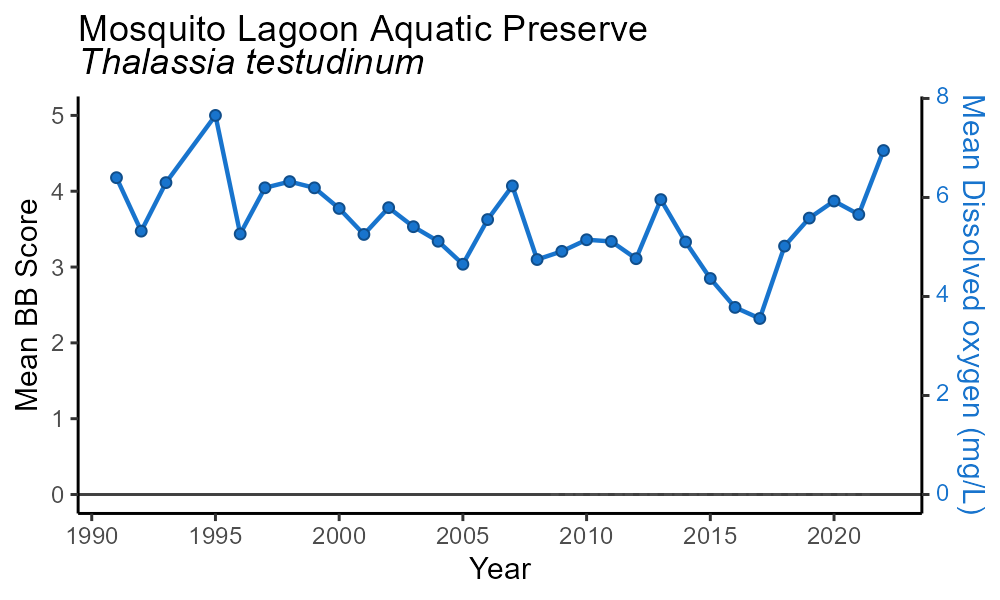 Mosquito Lagoon Aquatic Preserve
Thalassia testudinum
Mean BB Score
5
4
3
2
1
0
8
6
4
2
0
Mean Dissolved oxygen (mg/L)
1990 1995 2000 2005 2010 2015 2020
Year